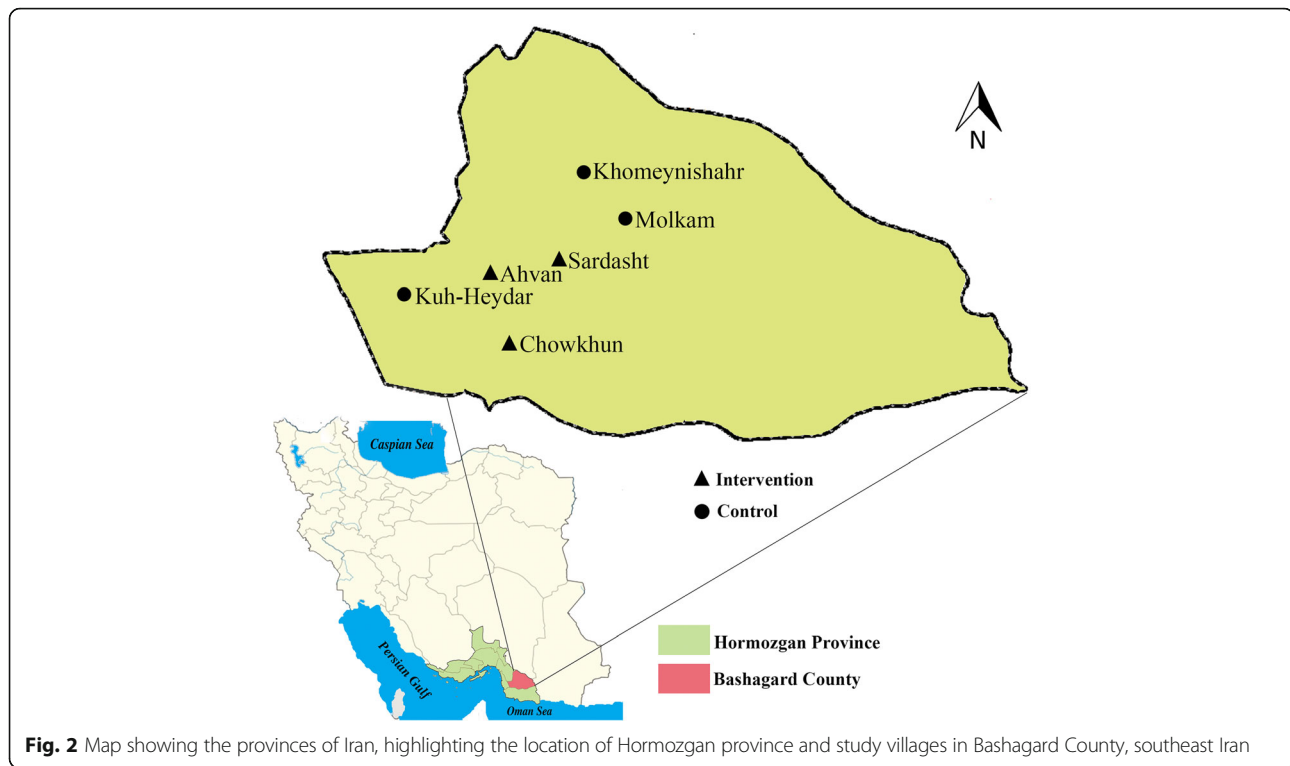 N
Khomeynishahr
Molkam
Sardasht
Ahvan
Kuh-Heydar
Chowkhun
Caspian Sea
Intervention
Control
Hormozgan Province
Persian Gulf
Bashagard County
Oman Sea
Fig. 2 Map showing the provinces of Iran, highlighting the location of Hormozgan province and study villages in Bashagard County, southeast Iran